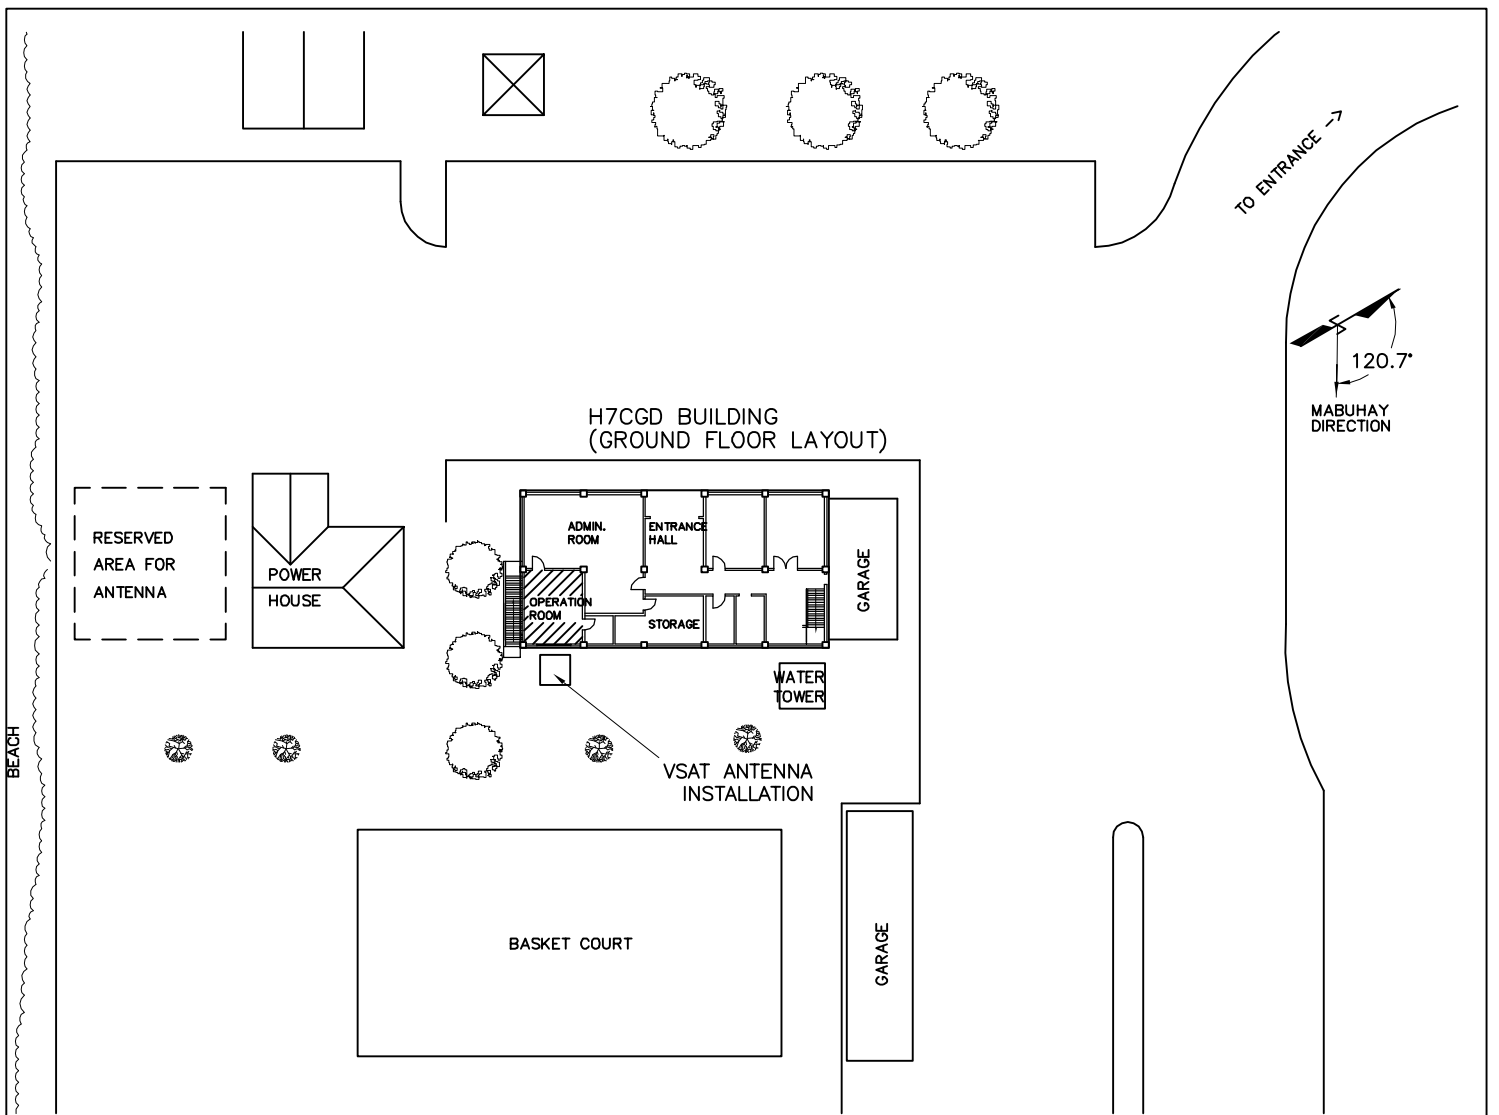 TO ENTRANCE ->
120.7°
MABUHAY
DIRECTION
H7CGD BUILDING
(GROUND FLOOR LAYOUT)
RESERVED
AREA FOR
ANTENNA
POWER
HOUSE
ADMIN.
ROOM
ENTRANCE
HALL
GARAGE
OPERATION
ROOM
STORAGE
WATER
TOWER
BEACH
VSAT ANTENNA
INSTALLATION
BASKET COURT
GARAGE